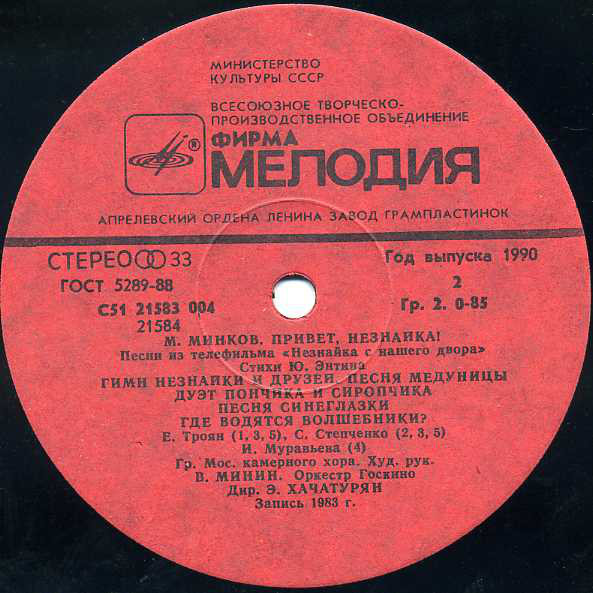 МИНИСТЕРСТВО
КУЛЬТУРЫ СССР
ВСЕСОЮЗНОЕ ТВОРЧЕСКО-
ПРОИЗВОДСТВЕННОЕ ОБЪЕДИНЕНИЕ
ФИРМА
®
МЕЛОДИЯ
АПРЕЛЕВСКИЙ ОРДЕНА ЛЕНИНА ЗАВОД ГРАМПЛАСТИНОК
СТЕРЕО 33
Год выпуска 1990
ГОСТ 5289-88
2
С51 21583 004
Гр. 2. 0-85
21584
М. МИНКОВ. ПРИВЕТ, НЕЗНАЙКА!
Песни из телефильма «Незнайка с нашего двора»
Стихи Ю. Энтина
ГИМН НЕЗНАЙКИ И ДРУЗЕЙ. ПЕСНЯ МЕДУНИЦЫ
ДУЭТ ПОНЧИКА И СИРОПЧИКА
ПЕСНЯ СИНЕГЛАЗКИ
ГДЕ ВОДЯТСЯ ВОЛШЕБНИКИ?
Е. Троян (1, 3, 5), С. Степченко (2, 3, 5)
И. Муравьева (4)
Гр. Мос. камерного хора. Худ. рук.
В. МИНИН. Оркестр Госкино
Дир. Э. ХАЧАТУРЯН
Запись 1983 г.